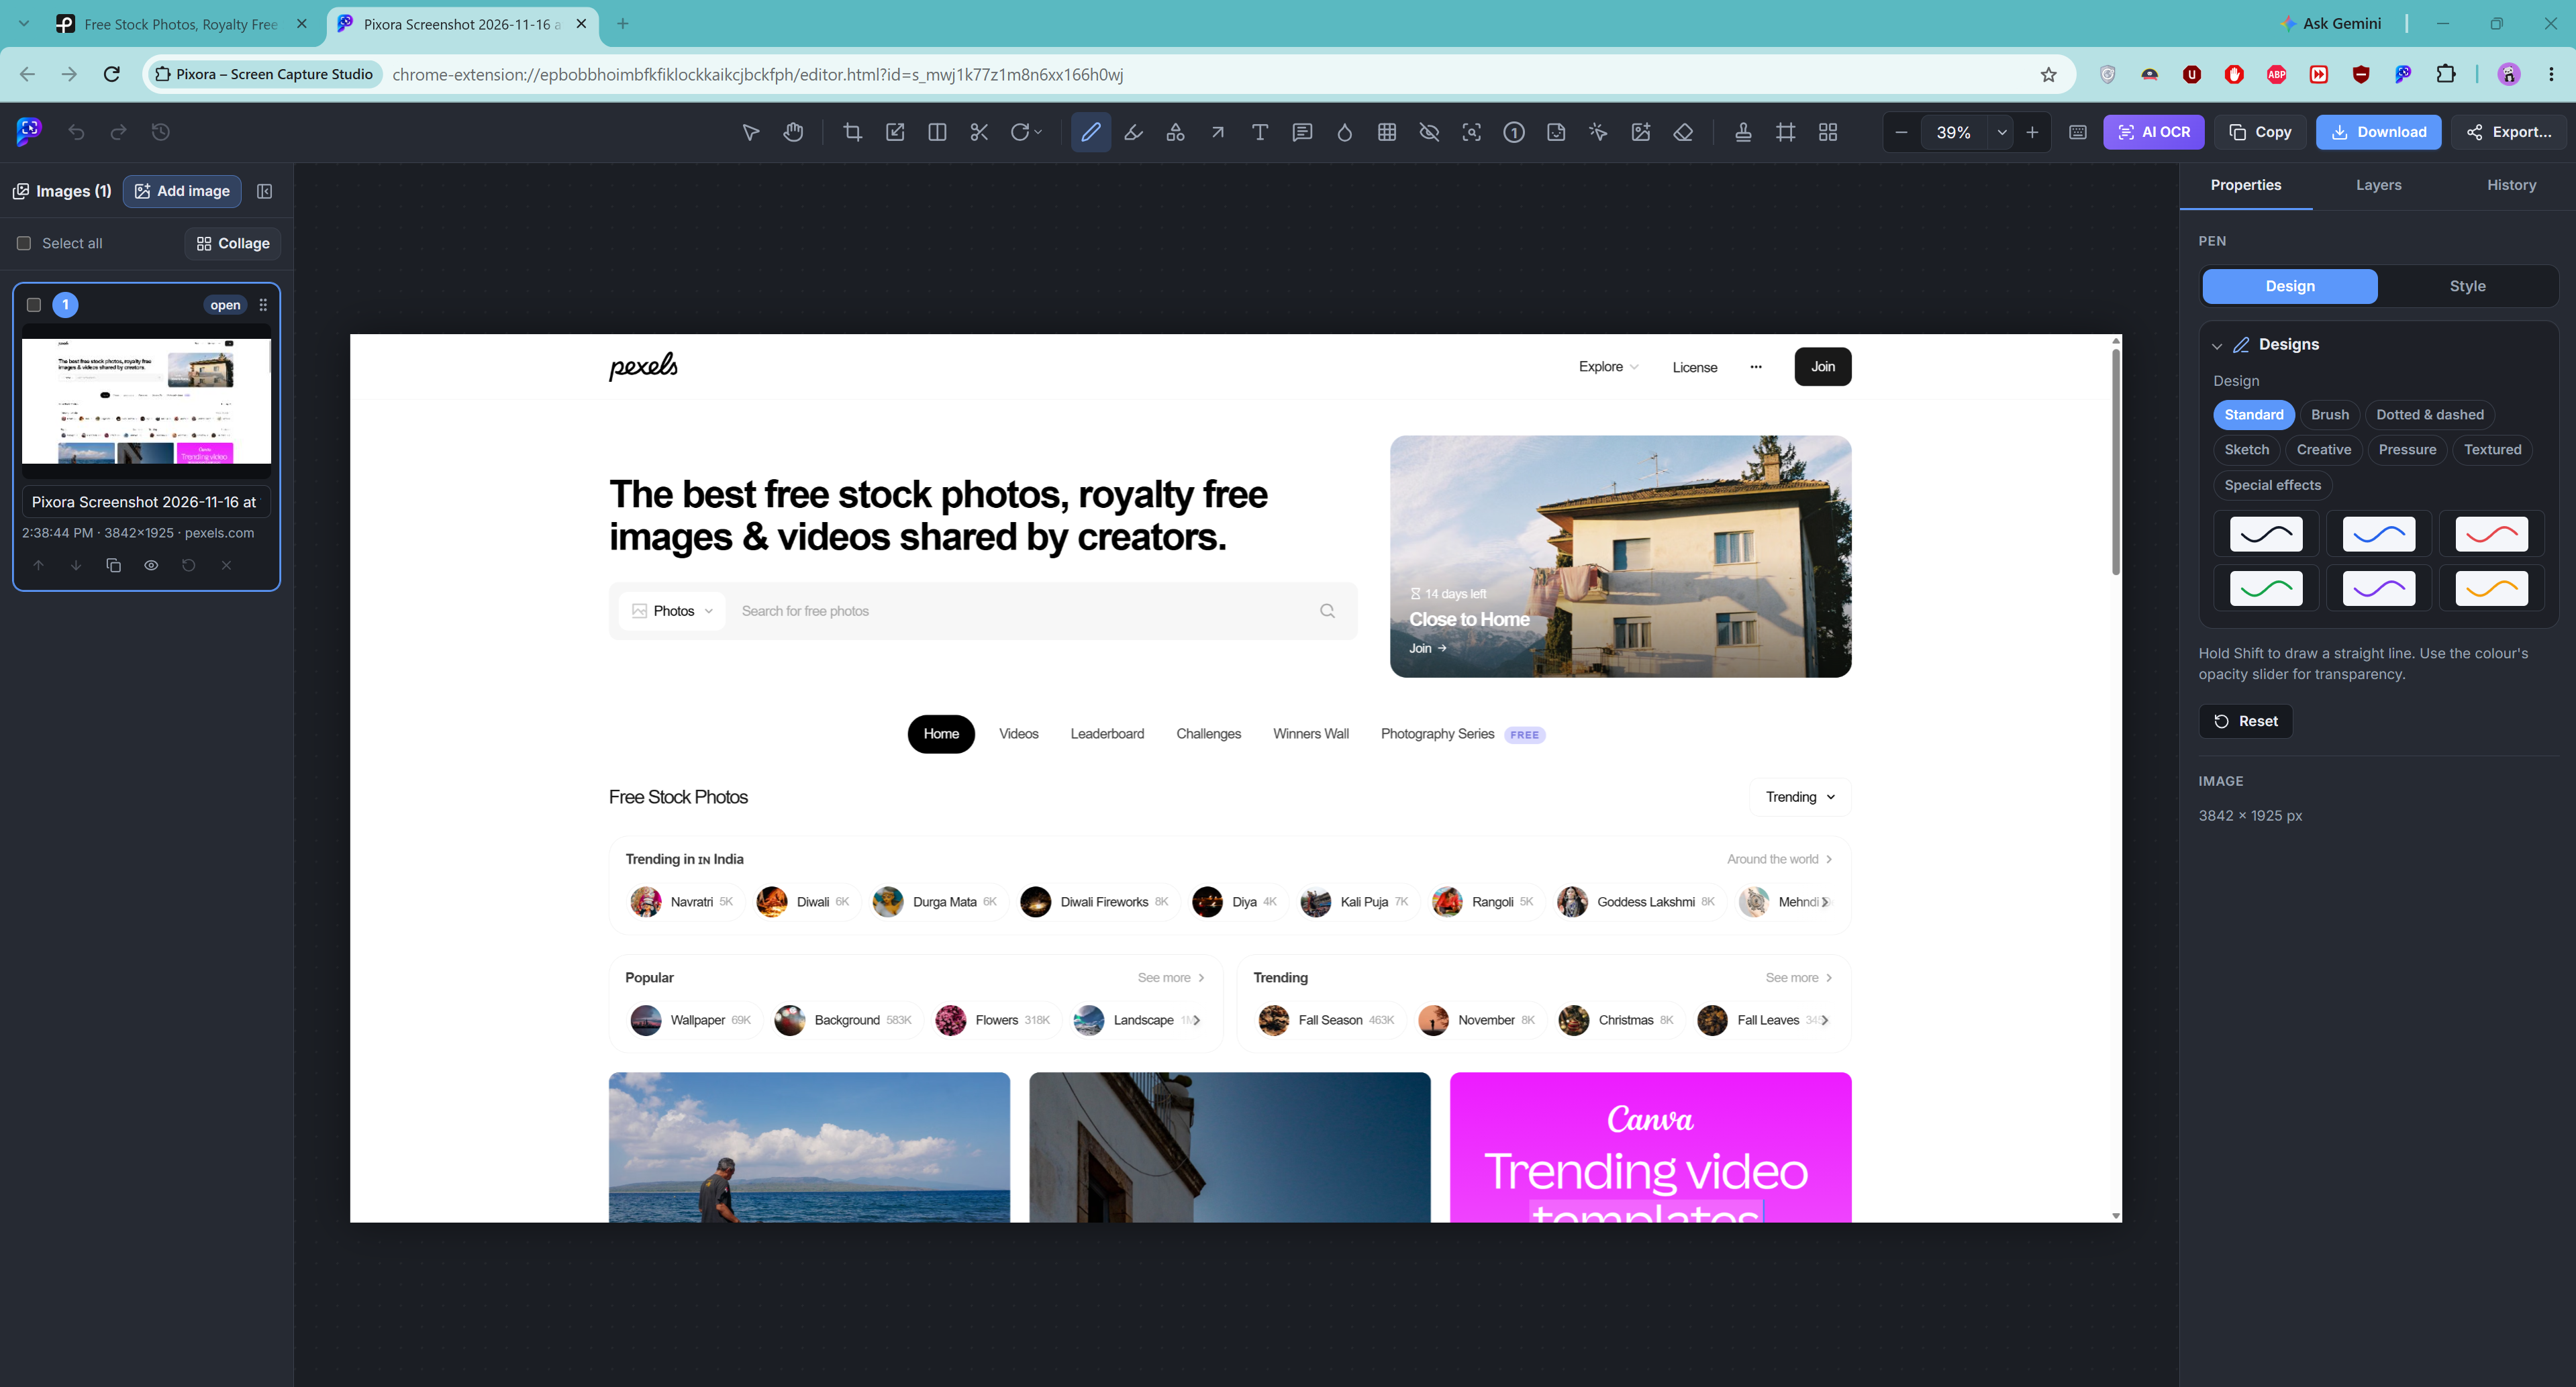 Free Stock Photos, Royalty Free
Pixora Screenshot 2026-11-16 a
Ask Gemini
Pixora – Screen Capture Studio
chrome-extension://epbobbhoimbfkfiklockkaikcjbckfph/editor.html?id=s_mwj1k77z1m8n6xx166h0wj
39%
AI OCR
Copy
Download
Export...
Images (1)
Add image
Select all
Collage
1
open
Pixora Screenshot 2026-11-16 at
2:38:44 PM · 3842×1925 · pexels.com
pexels
Explore
License
Join
The best free stock photos, royalty free
images & videos shared by creators.
Photos
Search for free photos
14 days left
Close to Home
Join →
Home
Videos
Leaderboard
Challenges
Winners Wall
Photography Series
FREE
Free Stock Photos
Trending
Trending in IN India
Around the world
Navratri 5K
Diwali 6K
Durga Mata 6K
Diwali Fireworks 8K
Diya 4K
Kali Puja 7K
Rangoli 5K
Goddess Lakshmi 8K
Mehndi
Popular
See more
Wallpaper 69K
Background 583K
Flowers 318K
Landscape
Trending
See more
Fall Season 463K
November 8K
Christmas 8K
Fall Leaves
Canva
Trending video
templates
Properties
Layers
History
PEN
Design
Style
Designs
Design
Standard
Brush
Dotted & dashed
Sketch
Creative
Pressure
Textured
Special effects
Hold Shift to draw a straight line. Use the colour's
opacity slider for transparency.
Reset
IMAGE
3842 × 1925 px